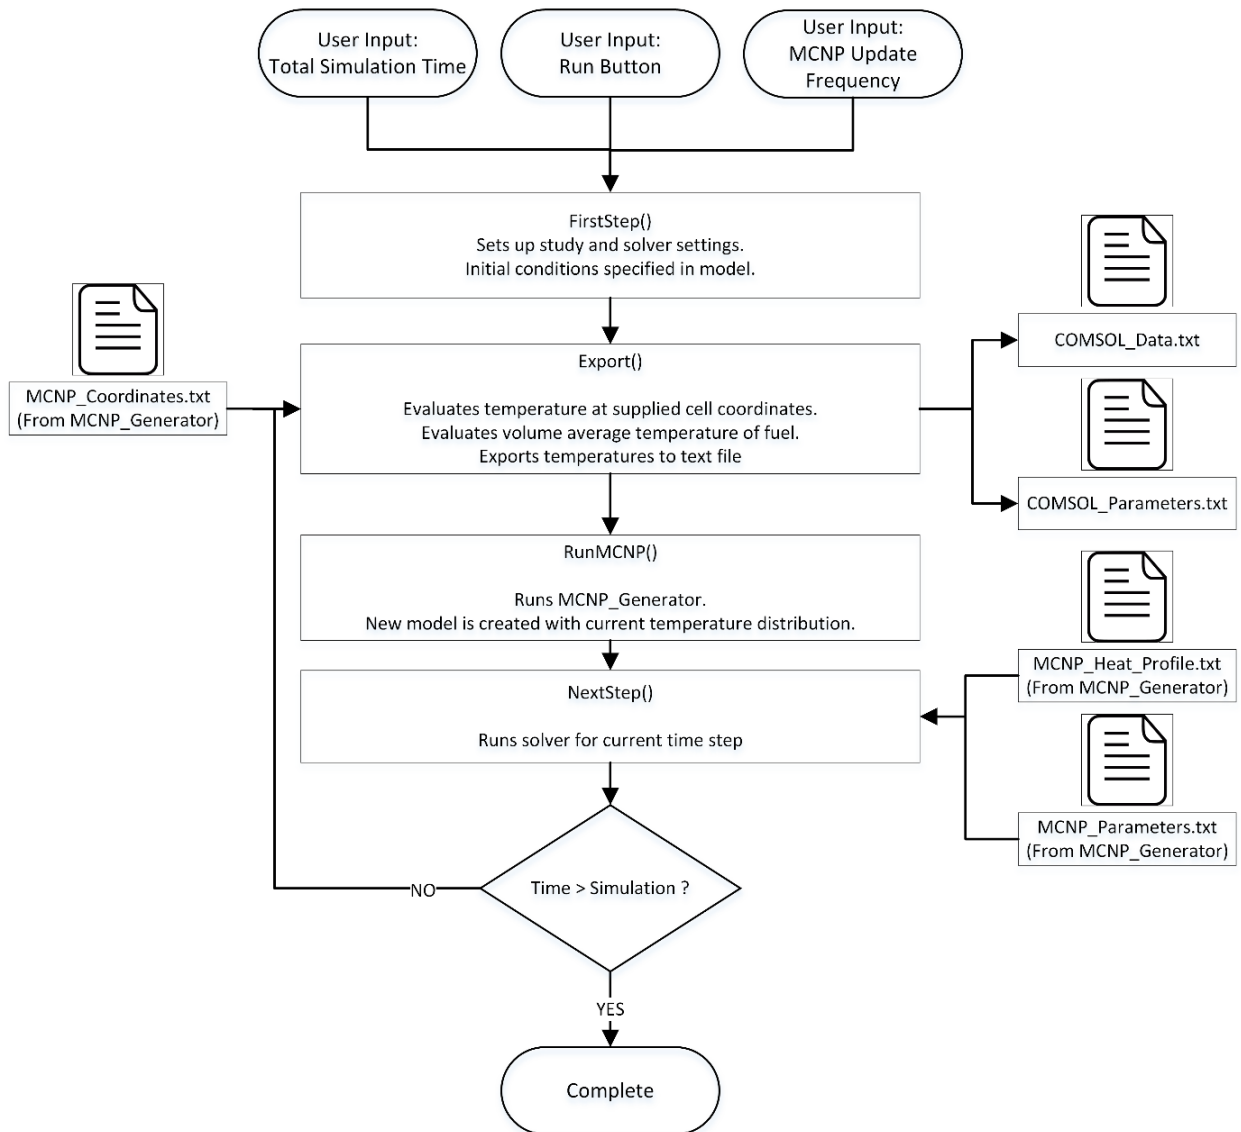 User Input:
Total Simulation Time
User Input:
Run Button
User Input:
MCNP Update
Frequency
FirstStep()
Sets up study and solver settings.
Initial conditions specified in model.
MCNP_Coordinates.txt
(From MCNP_Generator)
Export()
Evaluates temperature at supplied cell coordinates.
Evaluates volume average temperature of fuel.
Exports temperatures to text file
COMSOL_Data.txt
COMSOL_Parameters.txt
RunMCNP()
Runs MCNP_Generator.
New model is created with current temperature distribution.
MCNP_Heat_Profile.txt
(From MCNP_Generator)
NextStep()
Runs solver for current time step
MCNP_Parameters.txt
(From MCNP_Generator)
Time > Simulation ?
NO
YES
Complete